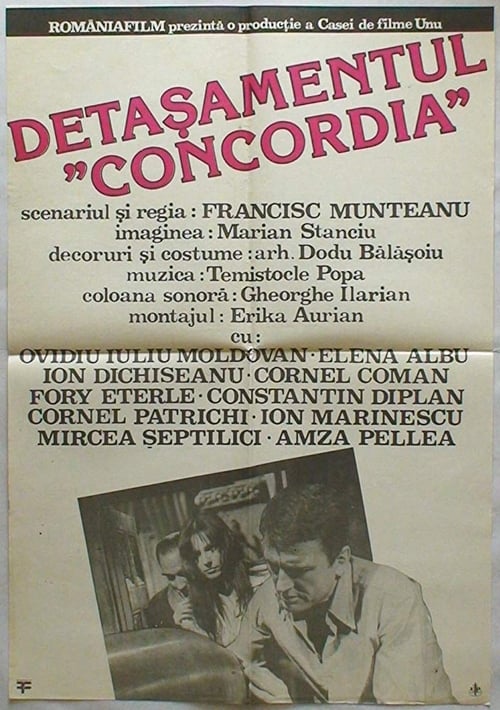 ROMÂNIAFILM prezintă o producție a Casei de filme Unu
DETAȘAMENTUL
"CONCORDIA"
scenariul și regia : FRANCISC MUNTEANU
imaginea : Marian Stanciu
decoruri și costume : arh. Dodu Bălășoiu
muzica : Temistocle Popa
coloana sonoră : Gheorghe Ilarian
montajul : Erika Aurian
cu :
OVIDIU IULIU MOLDOVAN · ELENA ALBU
ION DICHISEANU · CORNEL COMAN
FORY ETERLE · CONSTANTIN DIPLAN
CORNEL PATRICHI · ION MARINESCU
MIRCEA ȘEPTILICI · AMZA PELLEA